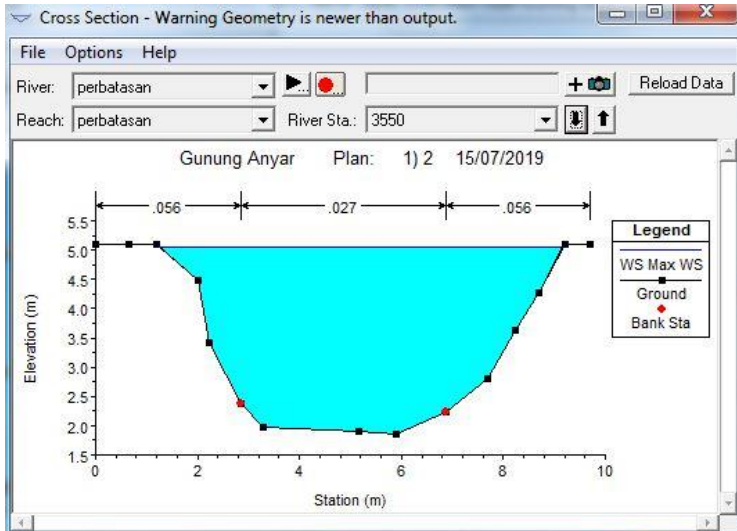 Cross Section - Warning Geometry is newer than output.
File Options Help
River: perbatasan Reload Data
Reach: perbatasan River Sta.: 3550
Gunung Anyar Plan: 1) 2 15/07/2019
.056 .027 .056
5.5
5.0
4.5
4.0
3.5
3.0
2.5
2.0
1.5
Elevation (m)
0 2 4 6 8 10
Station (m)
Legend
WS Max WS
Ground
Bank Sta